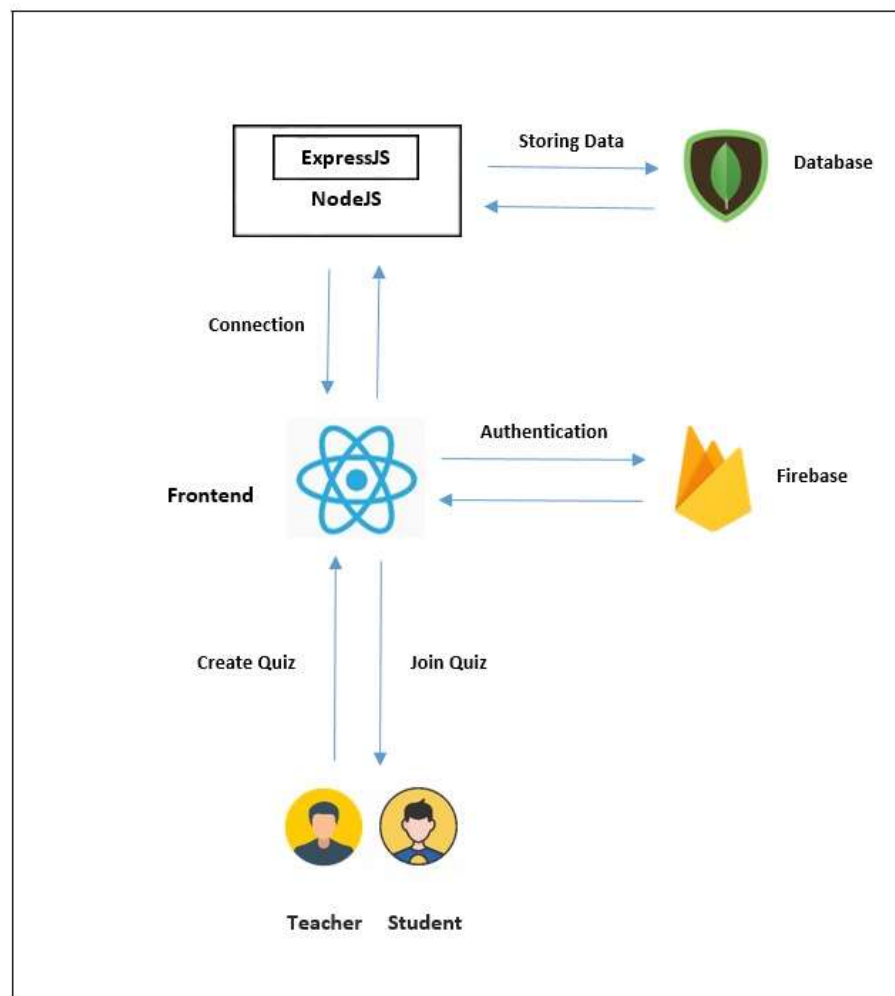 Storing Data
ExpressJS
Database
NodeJS
Connection
Authentication
Firebase
Frontend
Create Quiz
Join Quiz
Teacher
Student